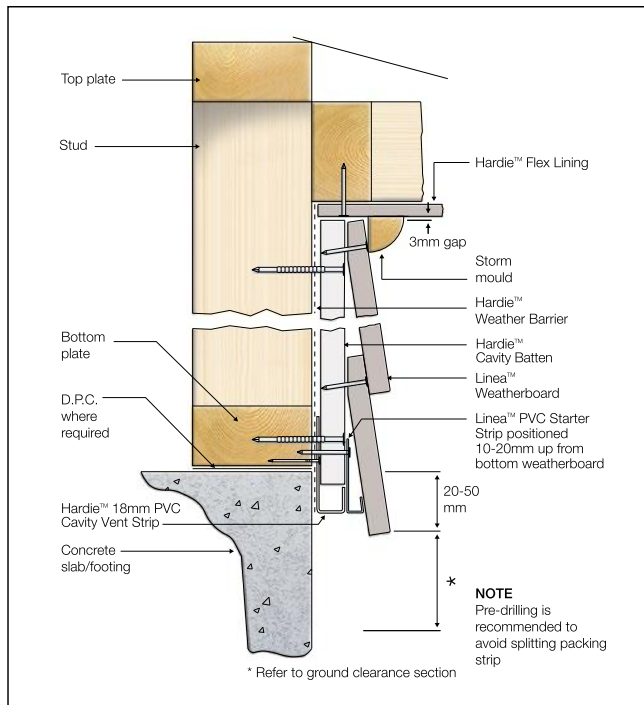 Top plate
Stud
Hardie™ Flex Lining
3mm gap
Storm
mould
Hardie™
Weather Barrier
Bottom
plate
Hardie™
Cavity Batten
D.P.C.
where
required
Linea™
Weatherboard
Linea™ PVC Starter
Strip positioned
10-20mm up from
bottom weatherboard
Hardie™ 18mm PVC
Cavity Vent Strip
20-50
mm
Concrete
slab/footing
*
NOTE
Pre-drilling is
recommended to
avoid splitting packing
strip
* Refer to ground clearance section